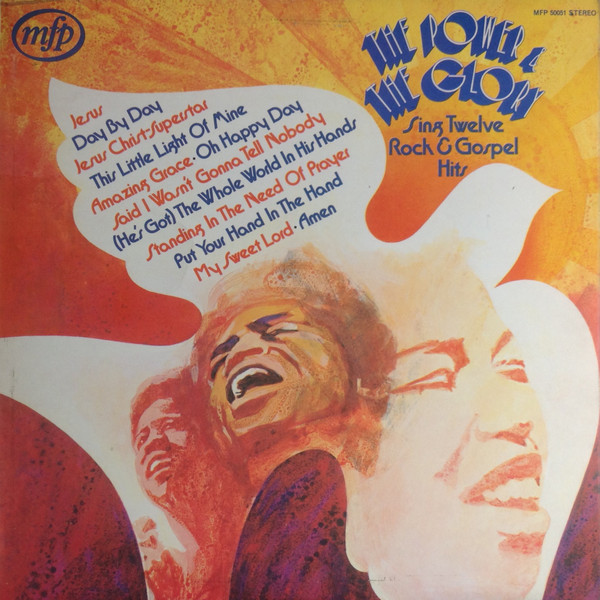 mfp
MFP 50051 STEREO
THE POWER &
THE GLORY
Sing Twelve
Rock & Gospel
Hits
Jesus
Day By Day
Jesus Christ-Superstar
This Little Light Of Mine
Amazing Grace · Oh Happy Day
Said I Wasn't Gonna Tell Nobody
(He's Got) The Whole World In His Hands
Standing In The Need Of Prayer
Put Your Hand In The Hand
My Sweet Lord · Amen